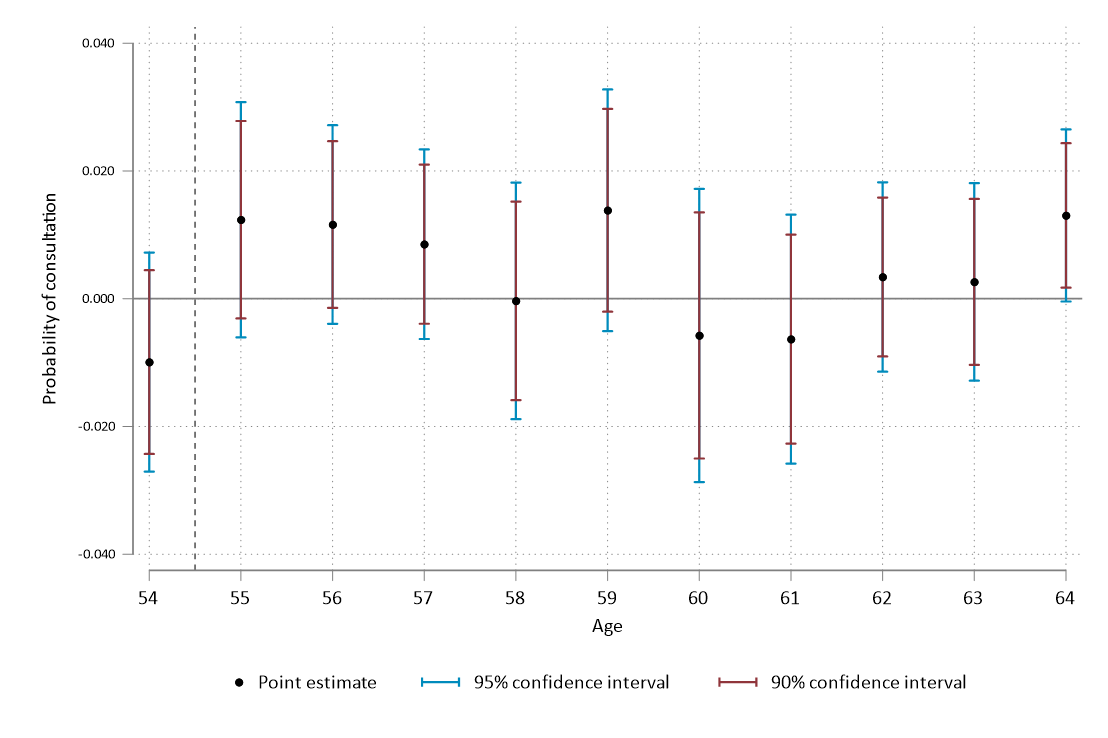 0.040
0.020
0.000
-0.020
-0.040
Probability of consultation
54 55 56 57 58 59 60 61 62 63 64
Age
Point estimate 95% confidence interval 90% confidence interval